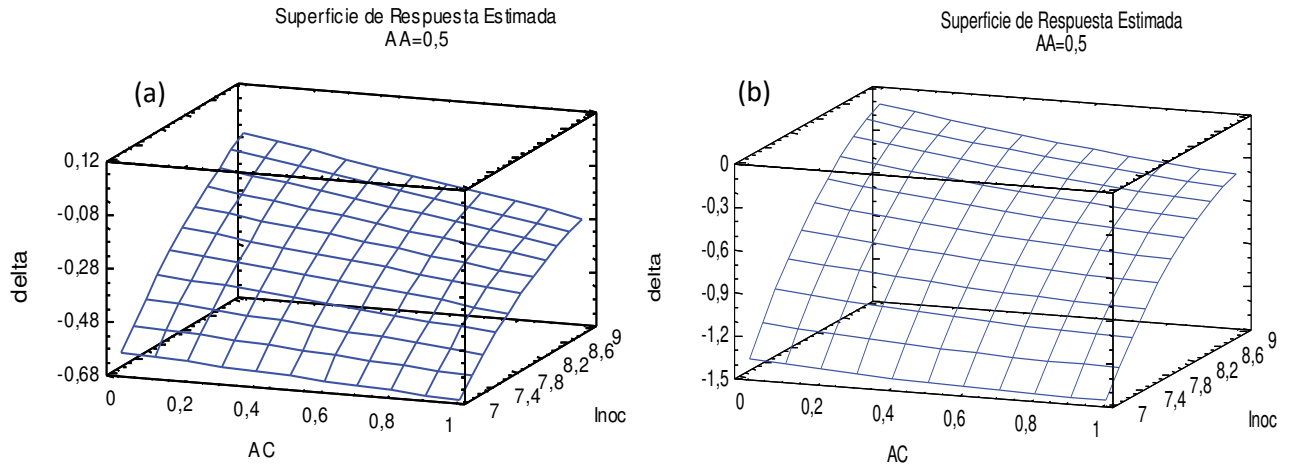 Superficie de Respuesta Estimada
AA=0,5
(a)
0,12
-0,08
-0,28
-0,48
-0,68
delta
0 0,2 0,4 0,6 0,8 1
AC
7 7,4 7,8 8,2 8,6 9
Inoc
Superficie de Respuesta Estimada
AA=0,5
(b)
0
-0,3
-0,6
-0,9
-1,2
-1,5
delta
0 0,2 0,4 0,6 0,8 1
AC
7 7,4 7,8 8,2 8,6 9
Inoc